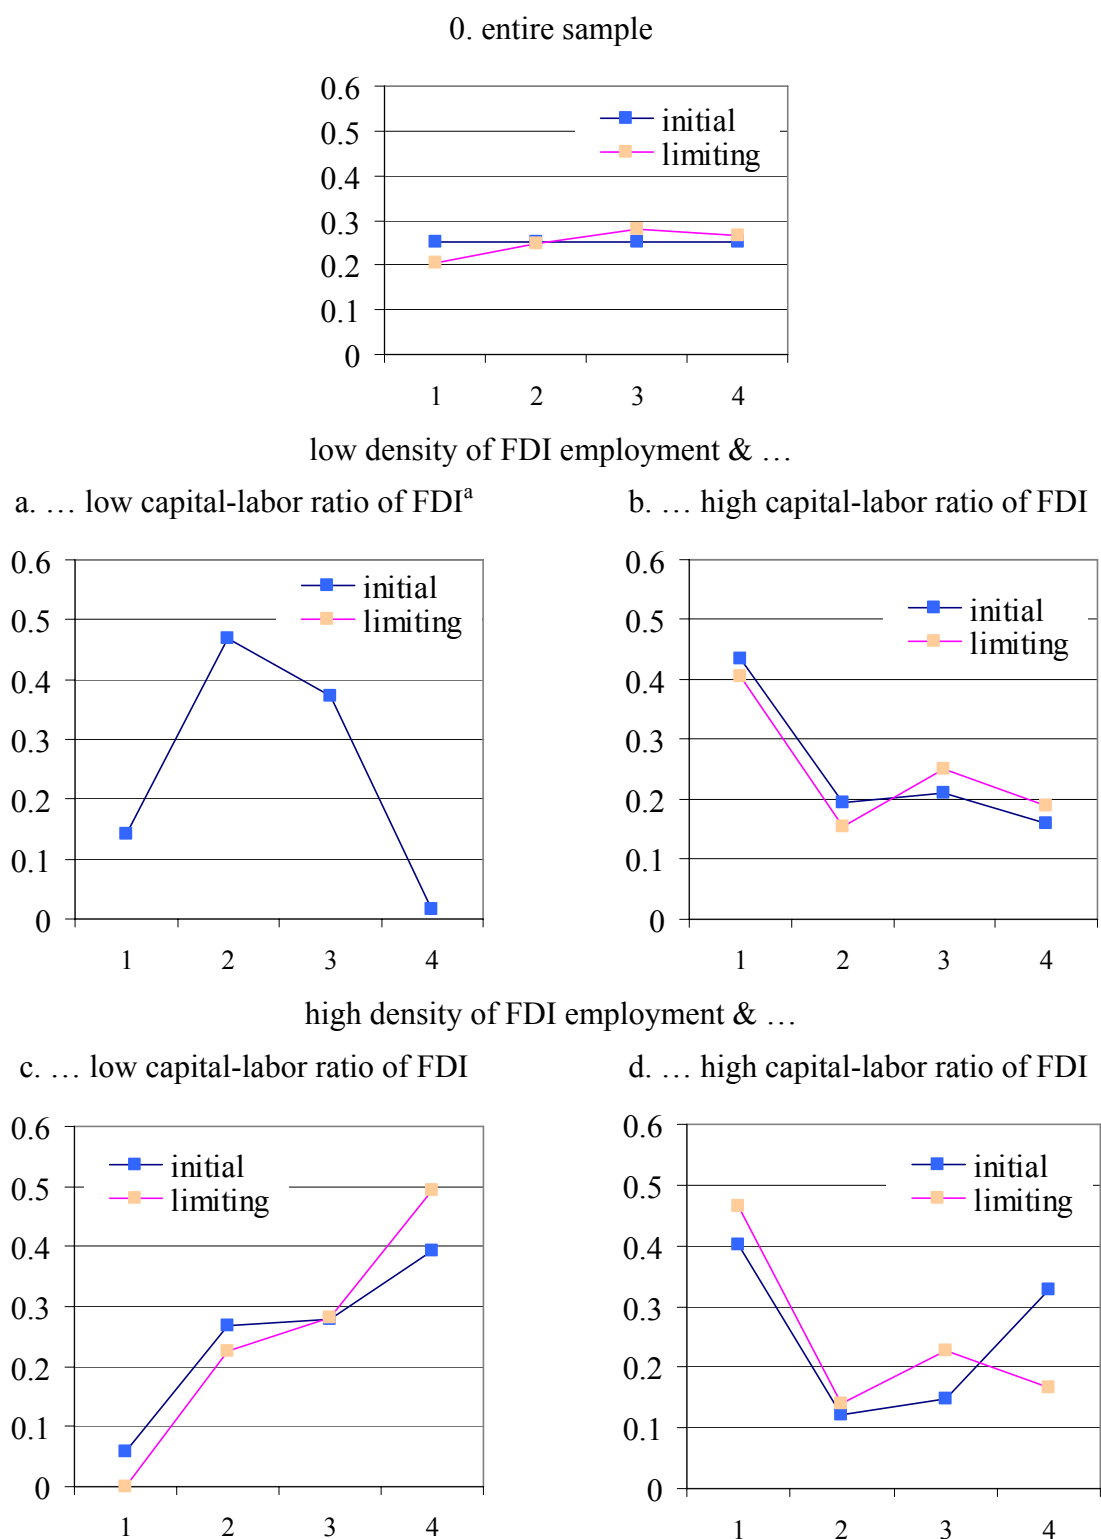 0. entire sample
0.6
0.5
0.4
0.3
0.2
0.1
0
initial
limiting
1 2 3 4
low density of FDI employment & …
a. … low capital-labor ratio of FDIᵃ
0.6
0.5
0.4
0.3
0.2
0.1
0
initial
limiting
1 2 3 4
b. … high capital-labor ratio of FDI
0.6
0.5
0.4
0.3
0.2
0.1
0
initial
limiting
1 2 3 4
high density of FDI employment & …
c. … low capital-labor ratio of FDI
0.6
0.5
0.4
0.3
0.2
0.1
0
initial
limiting
1 2 3 4
d. … high capital-labor ratio of FDI
0.6
0.5
0.4
0.3
0.2
0.1
0
initial
limiting
1 2 3 4